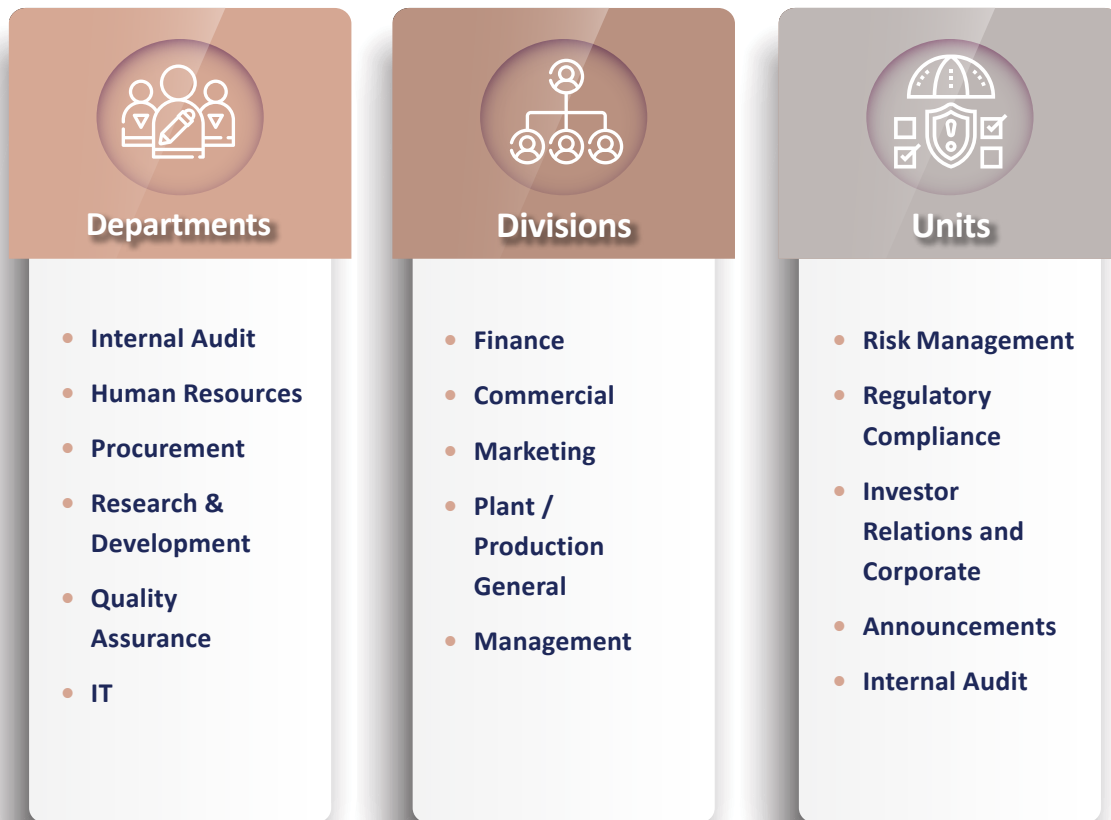 Departments
Internal Audit
Human Resources
Procurement
Research &
Development
Quality
Assurance
IT
Divisions
Finance
Commercial
Marketing
Plant /
Production
General
Management
Units
Risk Management
Regulatory
Compliance
Investor
Relations and
Corporate
Announcements
Internal Audit